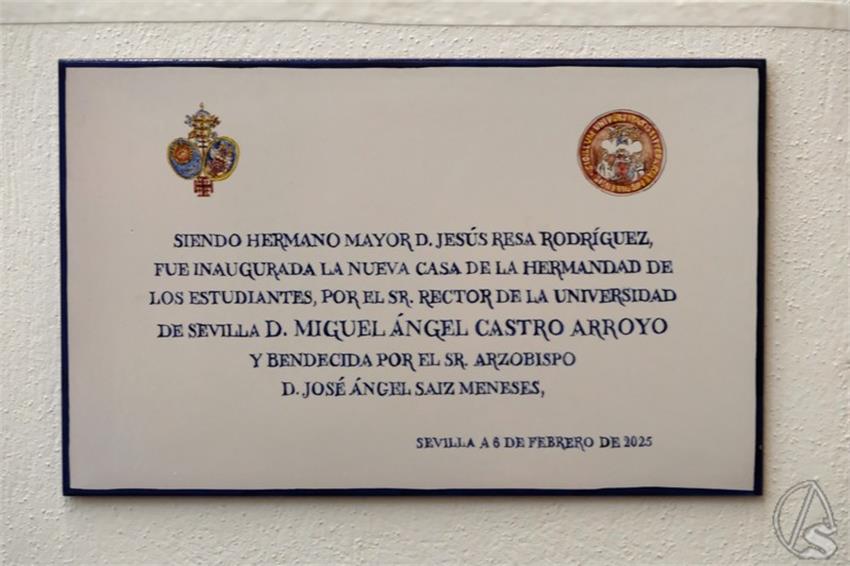 SIENDO HERMANO MAYOR D. JESÚS RESA RODRÍGUEZ,
FUE INAUGURADA LA NUEVA CASA DE LA HERMANDAD DE
LOS ESTUDIANTES, POR EL SR. RECTOR DE LA UNIVERSIDAD
DE SEVILLA D. MIGUEL ÁNGEL CASTRO ARROYO
Y BENDECIDA POR EL SR. ARZOBISPO
D. JOSÉ ÁNGEL SAIZ MENESES,
SEVILLA A 6 DE FEBRERO DE 2025